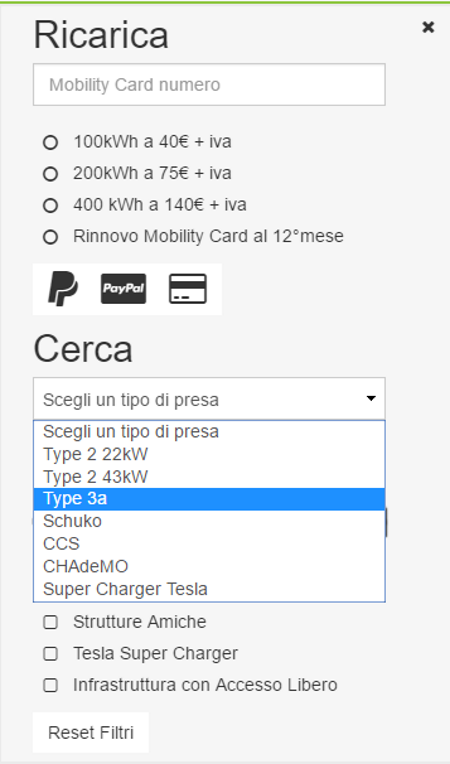 Ricarica
Mobility Card numero
100kWh a 40€ + iva
200kWh a 75€ + iva
400 kWh a 140€ + iva
Rinnovo Mobility Card al 12°mese
PayPal
Cerca
Scegli un tipo di presa
Scegli un tipo di presa
Type 2 22kW
Type 2 43kW
Type 3a
Schuko
CCS
CHAdeMO
Super Charger Tesla
Strutture Amiche
Tesla Super Charger
Infrastruttura con Accesso Libero
Reset Filtri